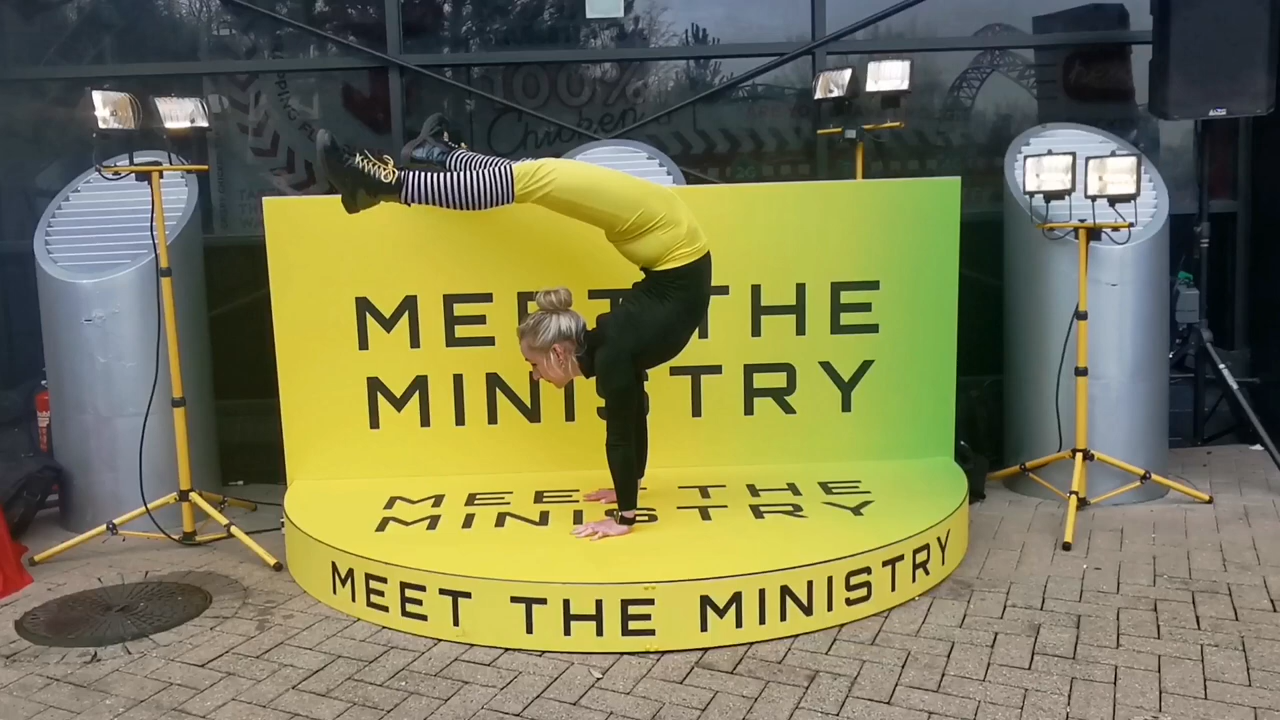 100%
Chicken
MEET THE
MINISTRY
MEET THE
MINISTRY
MEET THE MINISTRY